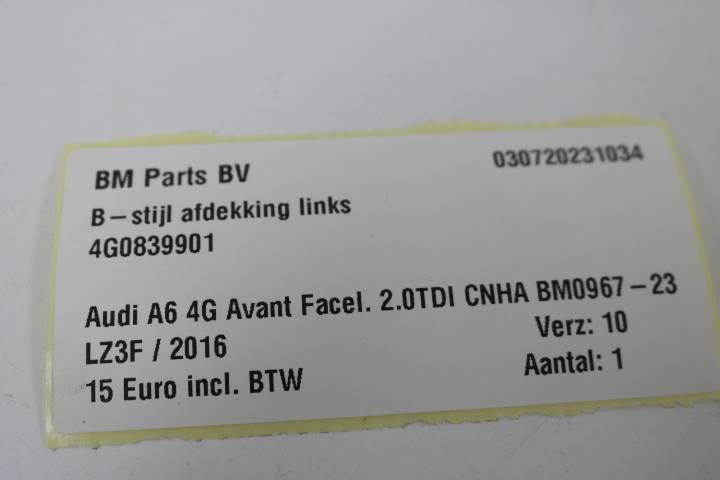 BM Parts BV 030720231034
B-stijl afdekking links
4G0839901
Audi A6 4G Avant Facel. 2.0TDI CNHA BM0967-23
LZ3F / 2016 Verz: 10
15 Euro incl. BTW Aantal: 1